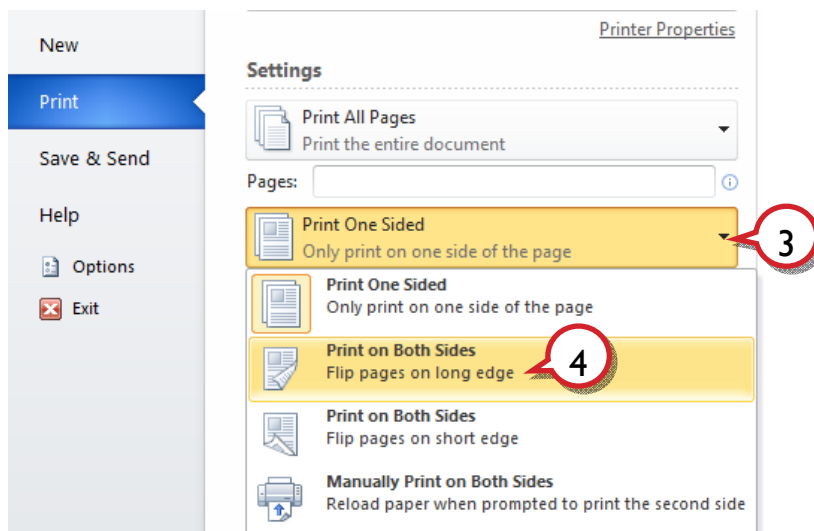 New
Print
Save & Send
Help
Options
Exit
Printer Properties
Settings
Print All Pages
Print the entire document
Pages:
Print One Sided
Only print on one side of the page
3
Print One Sided
Only print on one side of the page
Print on Both Sides
Flip pages on long edge
4
Print on Both Sides
Flip pages on short edge
Manually Print on Both Sides
Reload paper when prompted to print the second side